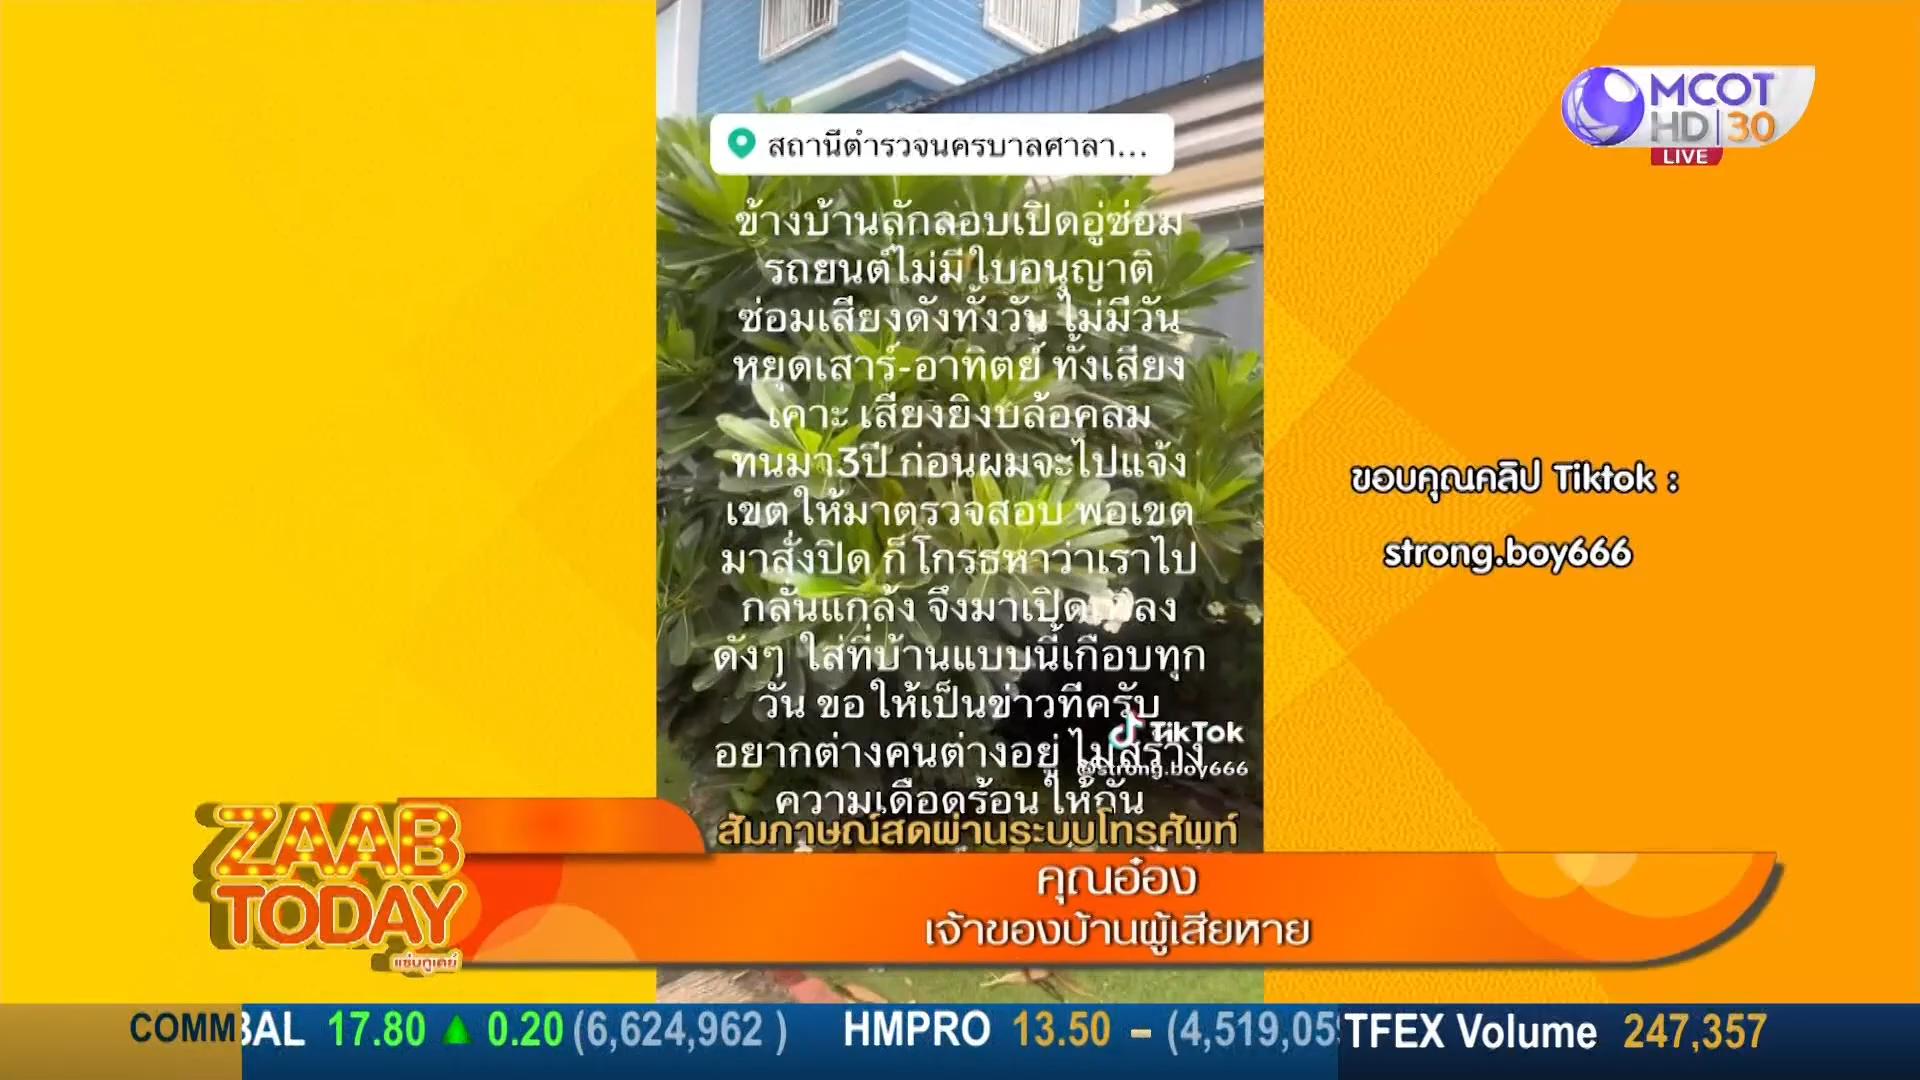 MCOT
HD 30
LIVE
สถานีตำรวจนครบาลศาลา...
ข้างบ้านลักลอบเปิดอู่ซ่อม
รถยนต์ไม่มีใบอนุญาติ
ซ่อมเสียงดังทั้งวัน ไม่มีวัน
หยุดเสาร์-อาทิตย์ ทั้งเสียง
เคาะ เสียงยิงบล้อคลม
ทนมา3ปี ก่อนผมจะไปแจ้ง
เขตให้มาตรวจสอบ พอเขต
มาสั่งปิด ก็โกรธหาว่าเราไป
กลั่นแกล้ง จึงมาเปิดเพลง
ดังๆ ใส่ที่บ้านแบบนี้เกือบทุก
วัน ขอให้เป็นข่าวทีครับ
อยากต่างคนต่างอยู่ ไม่สร้าง
ความเดือดร้อนให้กัน
TikTok
@strong.boy666
ขอบคุณคลิป Tiktok :
strong.boy666
สัมภาษณ์สดผ่านระบบโทรศัพท์
คุณอ๋อง
เจ้าของบ้านผู้เสียหาย
ZAAB
TODAY
แซ่บทูเดย์
COMM BAL 17.80 ▲ 0.20 (6,624,962 ) HMPRO 13.50 – (4,519,05 TFEX Volume 247,357